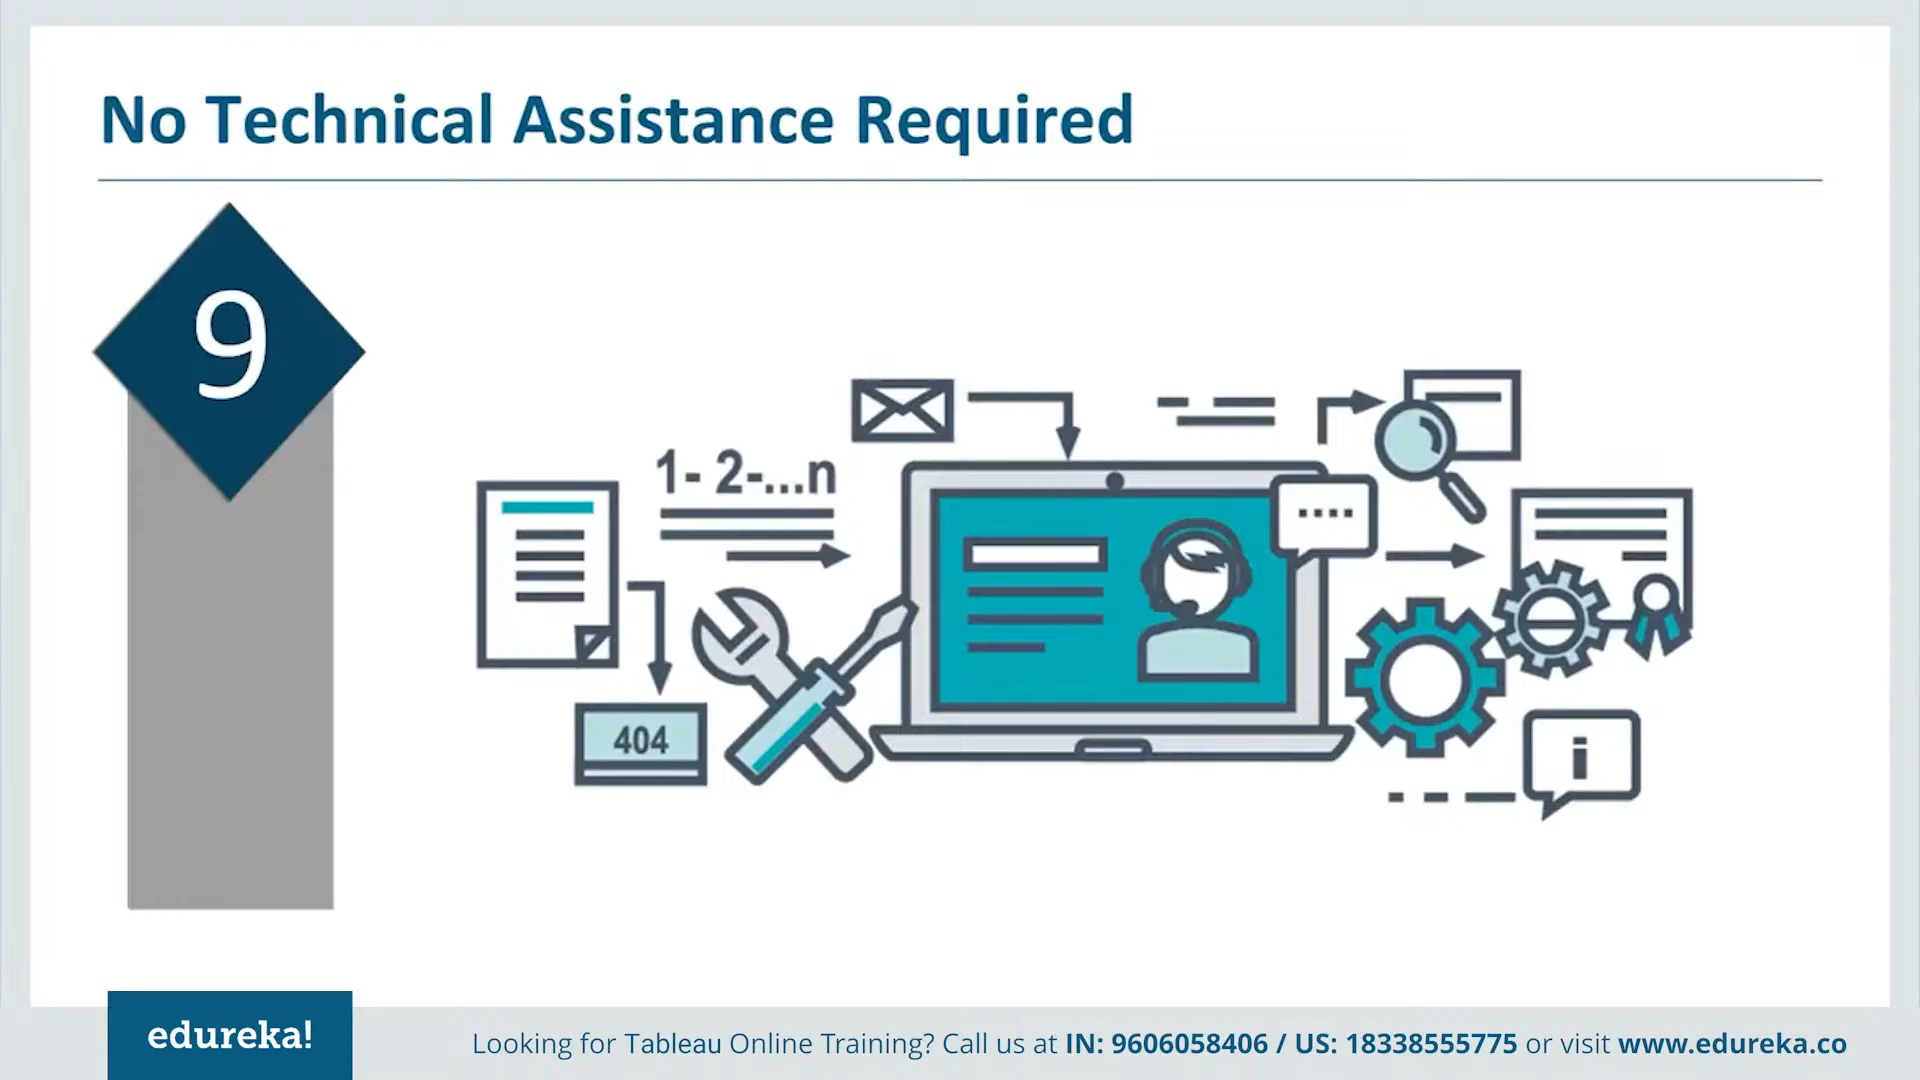 No Technical Assistance Required
9
1- 2-...n
404
i
edureka!
Looking for Tableau Online Training? Call us at IN: 9606058406 / US: 18338555775 or visit www.edureka.co